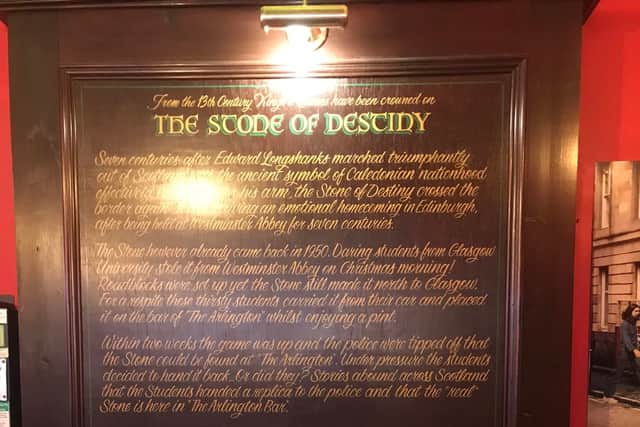 From the 13th Century Kings & Queens have been crowned on
THE STONE OF DESTINY
Seven centuries after Edward Longshanks marched triumphantly
out of Scotland with the ancient symbol of Caledonian nationhood
effectively his arm, the Stone of Destiny crossed the
border again an emotional homecoming in Edinburgh,
after being held at Westminster Abbey for seven centuries.
The Stone however already came back in 1950. Daring students from Glasgow
University stole it from Westminster Abbey on Christmas morning!
Roadblocks were set up yet the Stone still made it north to Glasgow.
For a respite these thirsty students carried it from their car and placed
it on the bar of "The Arlington" whilst enjoying a pint.
Within two weeks the game was up and the police were tipped off that
the Stone could be found at "The Arlington". Under pressure the students
decided to hand it back. Or did they? Stories abound across Scotland
that the Students handed a replica to the police and that the "real"
Stone is here in "The Arlington Bar".